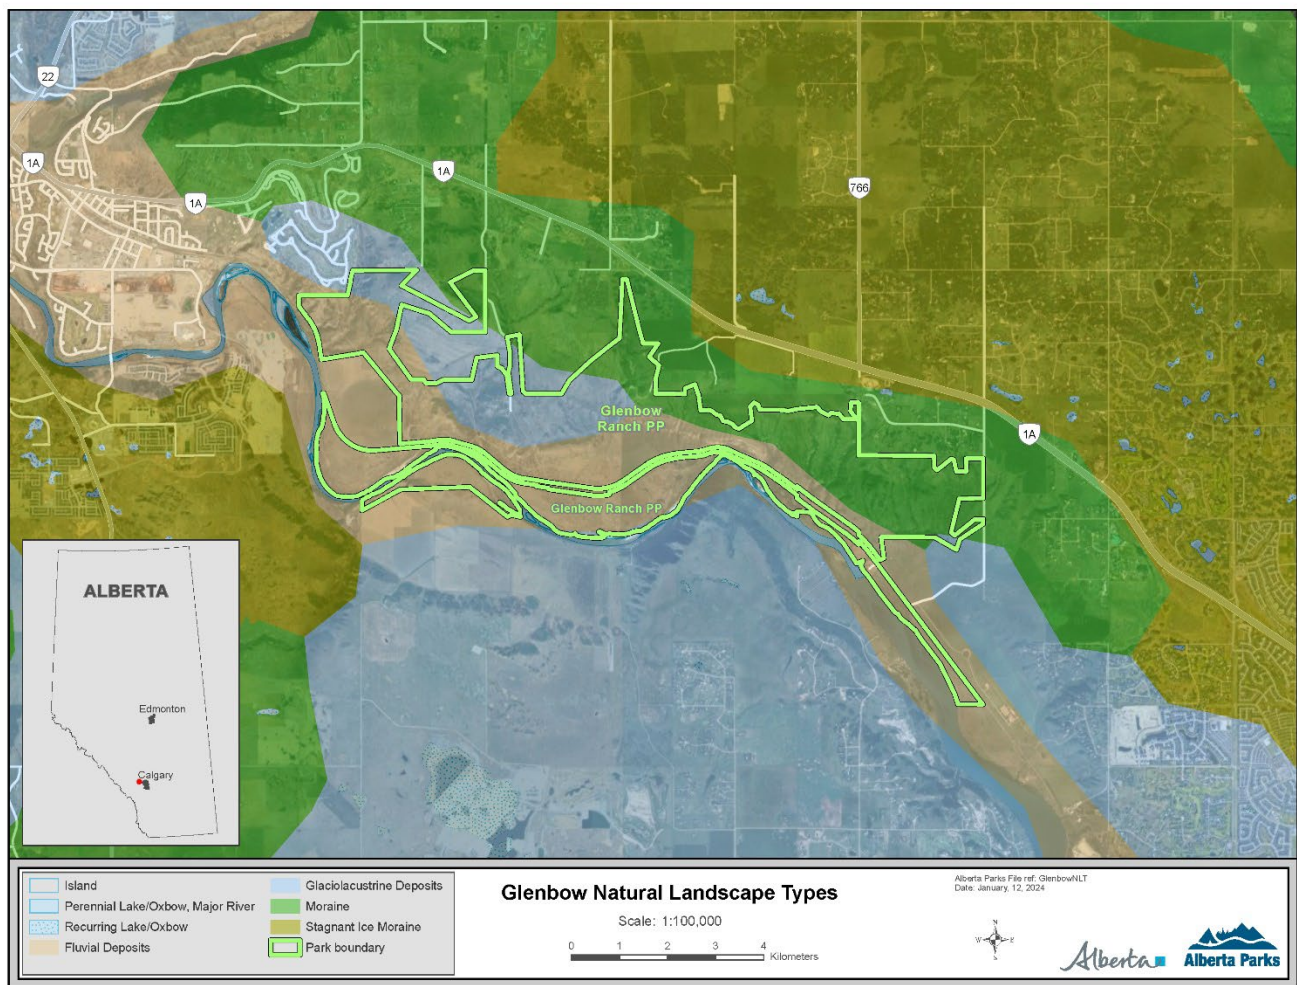 22
1A
1A
1A
766
Glenbow
Ranch PP
1A
Glenbow Ranch PP
ALBERTA
Edmonton
Calgary
Island
Perennial Lake/Oxbow, Major River
Recurring Lake/Oxbow
Fluvial Deposits
Glaciolacustrine Deposits
Moraine
Stagnant Ice Moraine
Park boundary
Glenbow Natural Landscape Types
Scale: 1:100,000
0 1 2 3 4
Kilometers
Alberta Parks File ref: GlenbowNLT
Date: January, 12, 2024
N
W E
S
Alberta
Alberta Parks